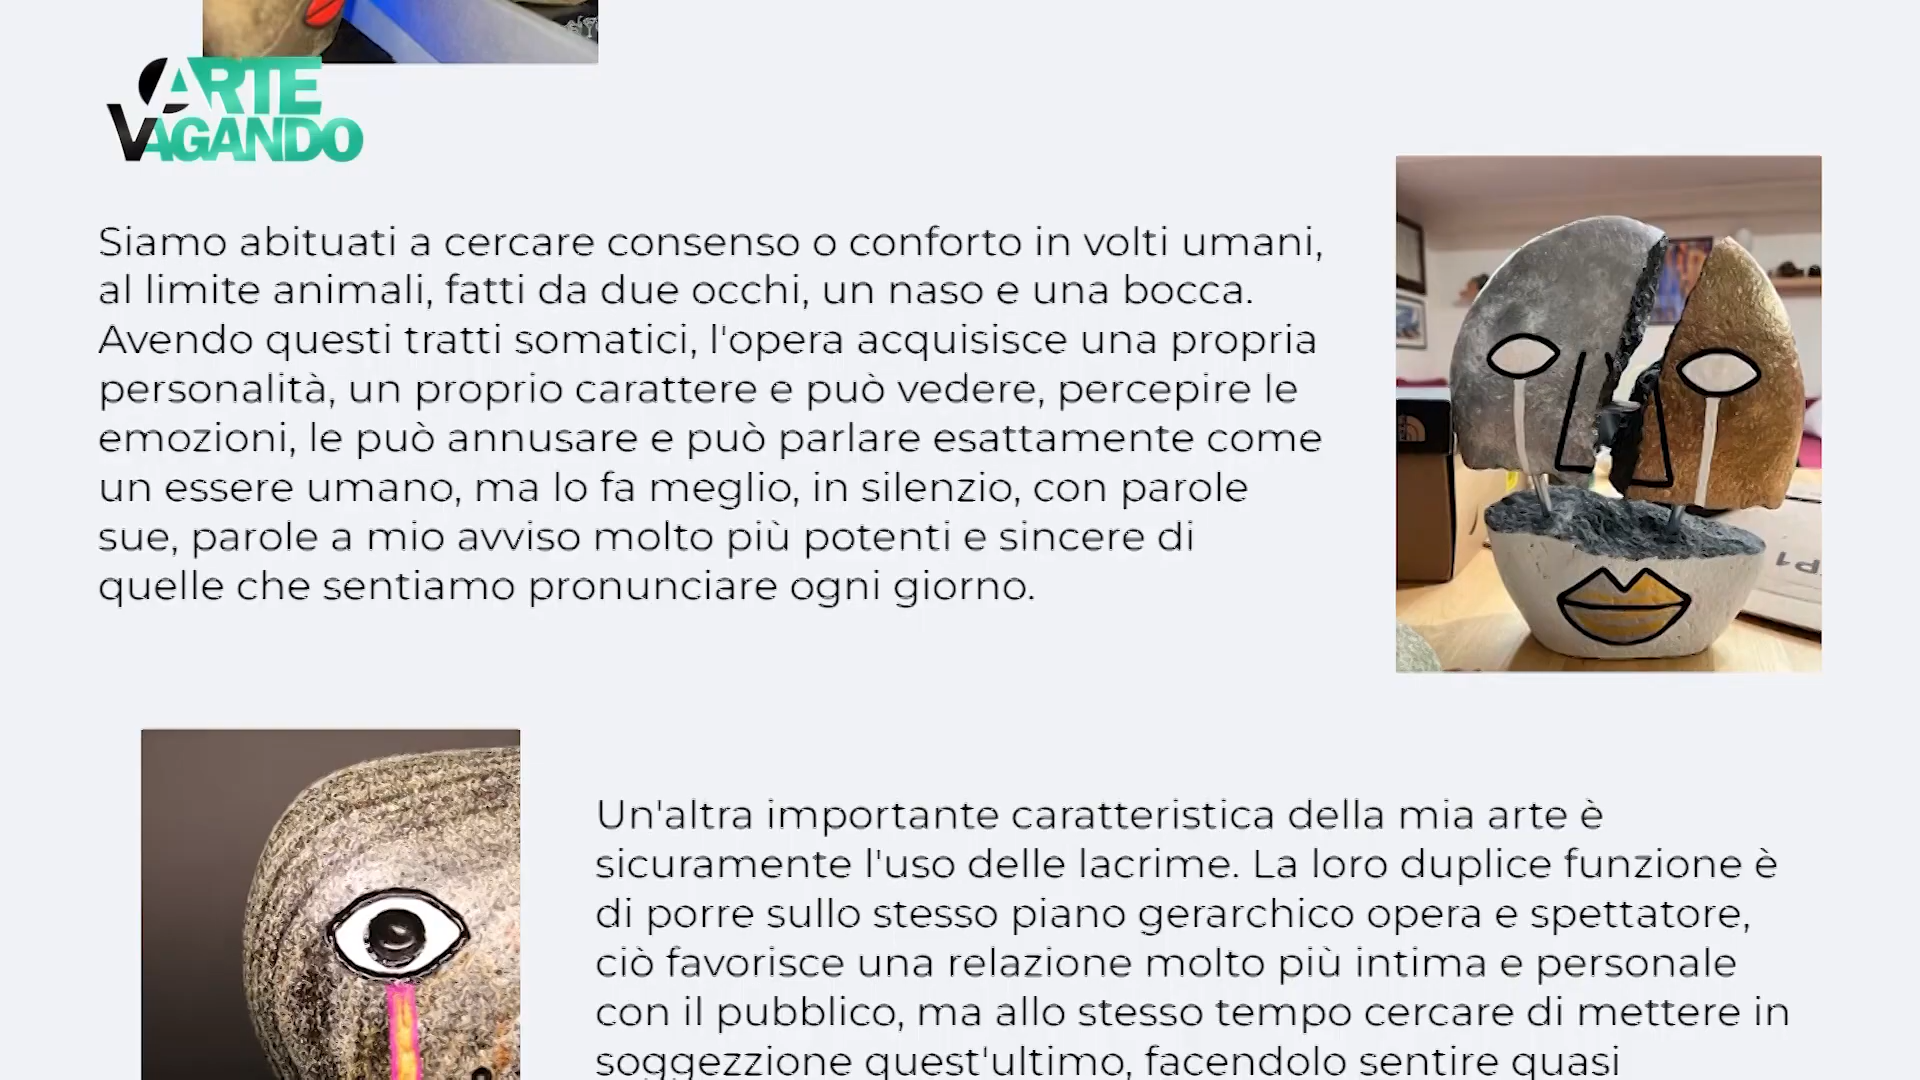 ARTE
VAGANDO
Siamo abituati a cercare consenso o conforto in volti umani,
al limite animali, fatti da due occhi, un naso e una bocca.
Avendo questi tratti somatici, l'opera acquisisce una propria
personalità, un proprio carattere e può vedere, percepire le
emozioni, le può annusare e può parlare esattamente come
un essere umano, ma lo fa meglio, in silenzio, con parole
sue, parole a mio avviso molto più potenti e sincere di
quelle che sentiamo pronunciare ogni giorno.
Un'altra importante caratteristica della mia arte è
sicuramente l'uso delle lacrime. La loro duplice funzione è
di porre sullo stesso piano gerarchico opera e spettatore,
ciò favorisce una relazione molto più intima e personale
con il pubblico, ma allo stesso tempo cercare di mettere in
soggezzione quest'ultimo, facendolo sentire quasi